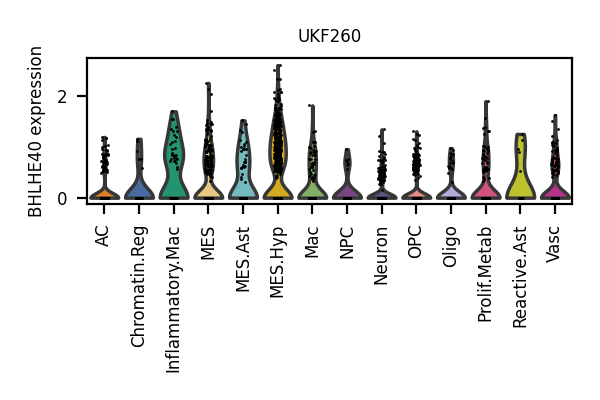 UKF260
BHLHE40 expression
2
0
AC
Chromatin.Reg
Inflammatory.Mac
MES
MES.Ast
MES.Hyp
Mac
NPC
Neuron
OPC
Oligo
Prolif.Metab
Reactive.Ast
Vasc